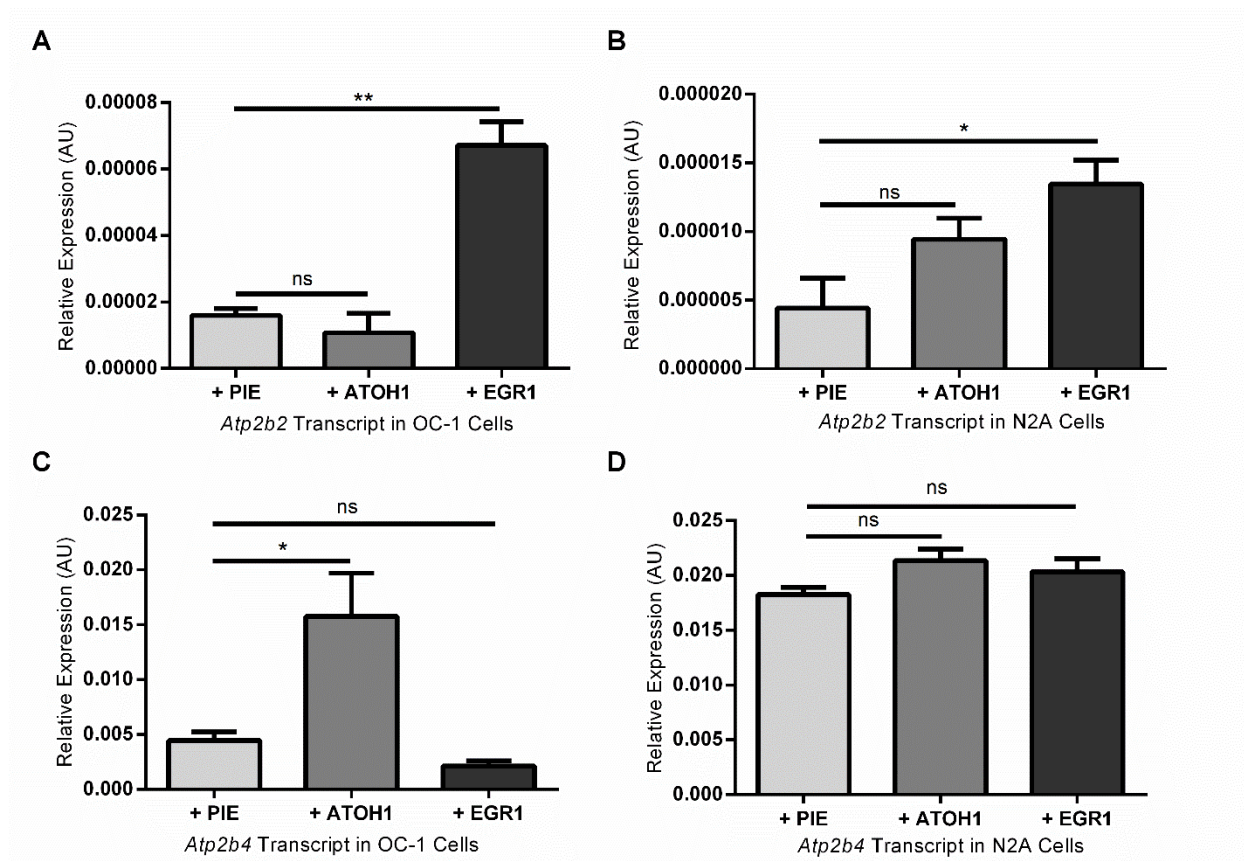 A
Relative Expression (AU)
0.00008
0.00006
0.00004
0.00002
0.00000
**
ns
+ PIE + ATOH1 + EGR1
Atp2b2 Transcript in OC-1 Cells
B
Relative Expression (AU)
0.000020
0.000015
0.000010
0.000005
0.000000
*
ns
+ PIE + ATOH1 + EGR1
Atp2b2 Transcript in N2A Cells
C
Relative Expression (AU)
0.025
0.020
0.015
0.010
0.005
0.000
ns
*
+ PIE + ATOH1 + EGR1
Atp2b4 Transcript in OC-1 Cells
D
Relative Expression (AU)
0.025
0.020
0.015
0.010
0.005
0.000
ns
ns
+ PIE + ATOH1 + EGR1
Atp2b4 Transcript in N2A Cells